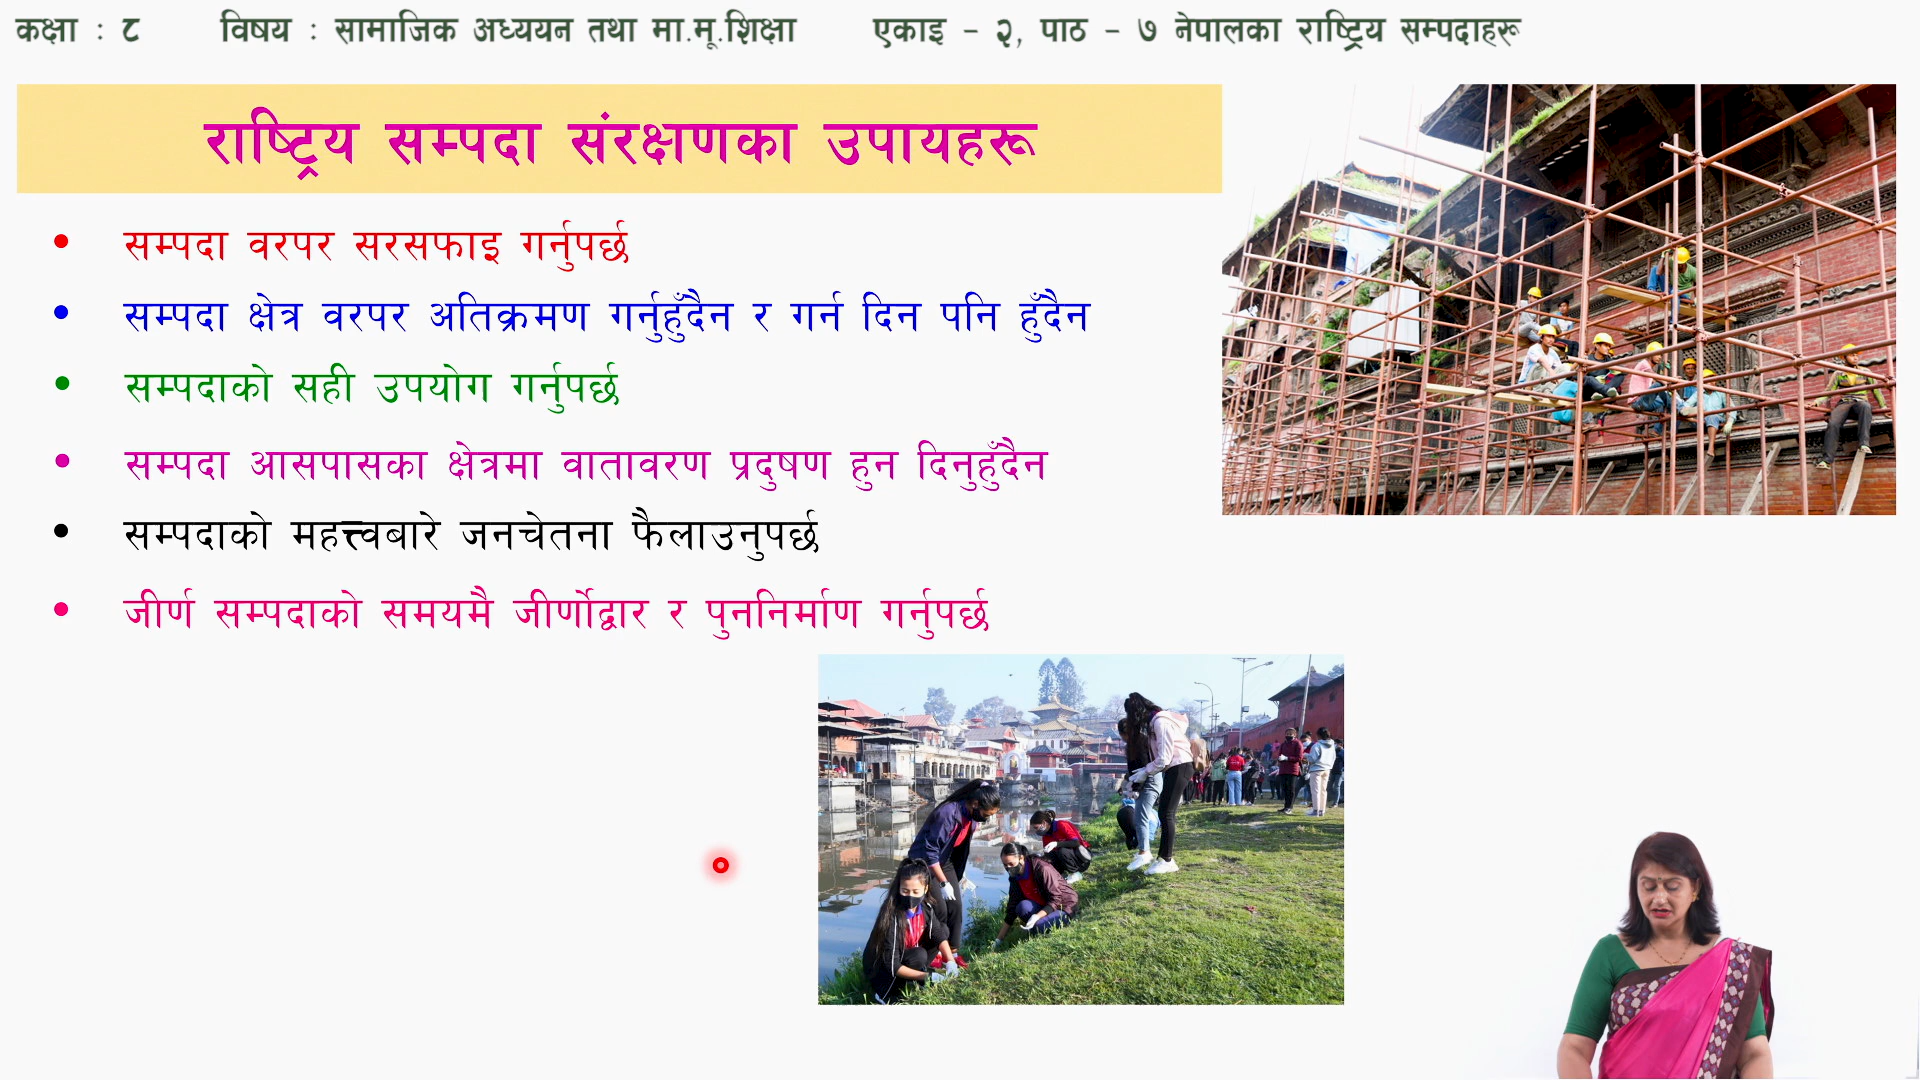 कक्षा : ८ विषय : सामाजिक अध्ययन तथा मा.मू.शिक्षा एकाइ - २, पाठ - ७ नेपालका राष्ट्रिय सम्पदाहरू
राष्ट्रिय सम्पदा संरक्षणका उपायहरू
• सम्पदा वरपर सरसफाइ गर्नुपर्छ
• सम्पदा क्षेत्र वरपर अतिक्रमण गर्नुहुँदैन र गर्न दिन पनि हुँदैन
• सम्पदाको सही उपयोग गर्नुपर्छ
• सम्पदा आसपासका क्षेत्रमा वातावरण प्रदुषण हुन दिनुहुँदैन
• सम्पदाको महत्त्वबारे जनचेतना फैलाउनुपर्छ
• जीर्ण सम्पदाको समयमै जीर्णोद्वार र पुननिर्माण गर्नुपर्छ